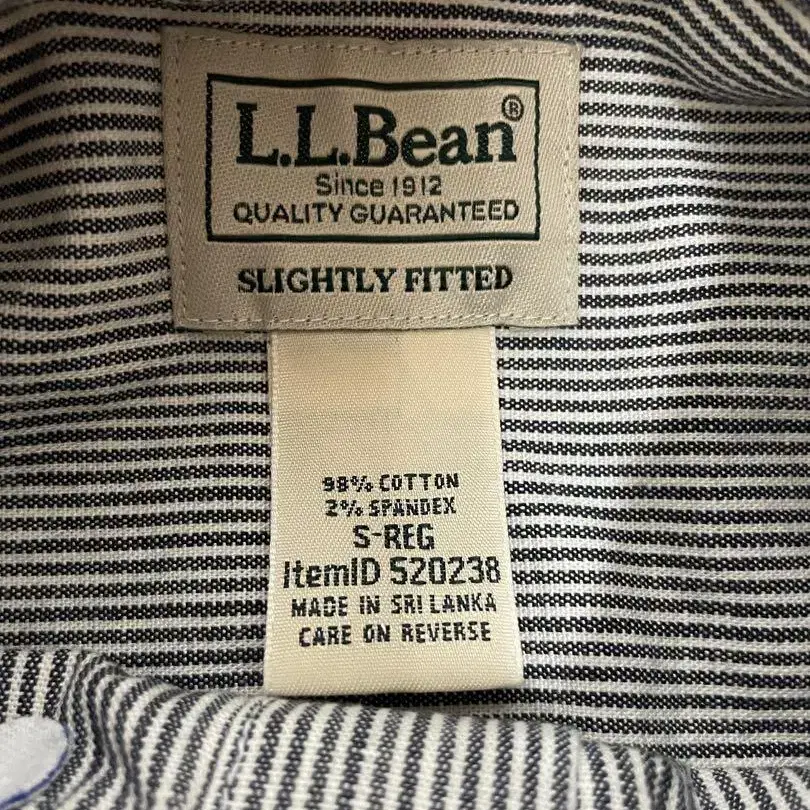 L.L.Bean®
Since 1912
QUALITY GUARANTEED
SLIGHTLY FITTED
98% COTTON
2% SPANDEX
S-REG
ItemID 520238
MADE IN SRI LANKA
CARE ON REVERSE